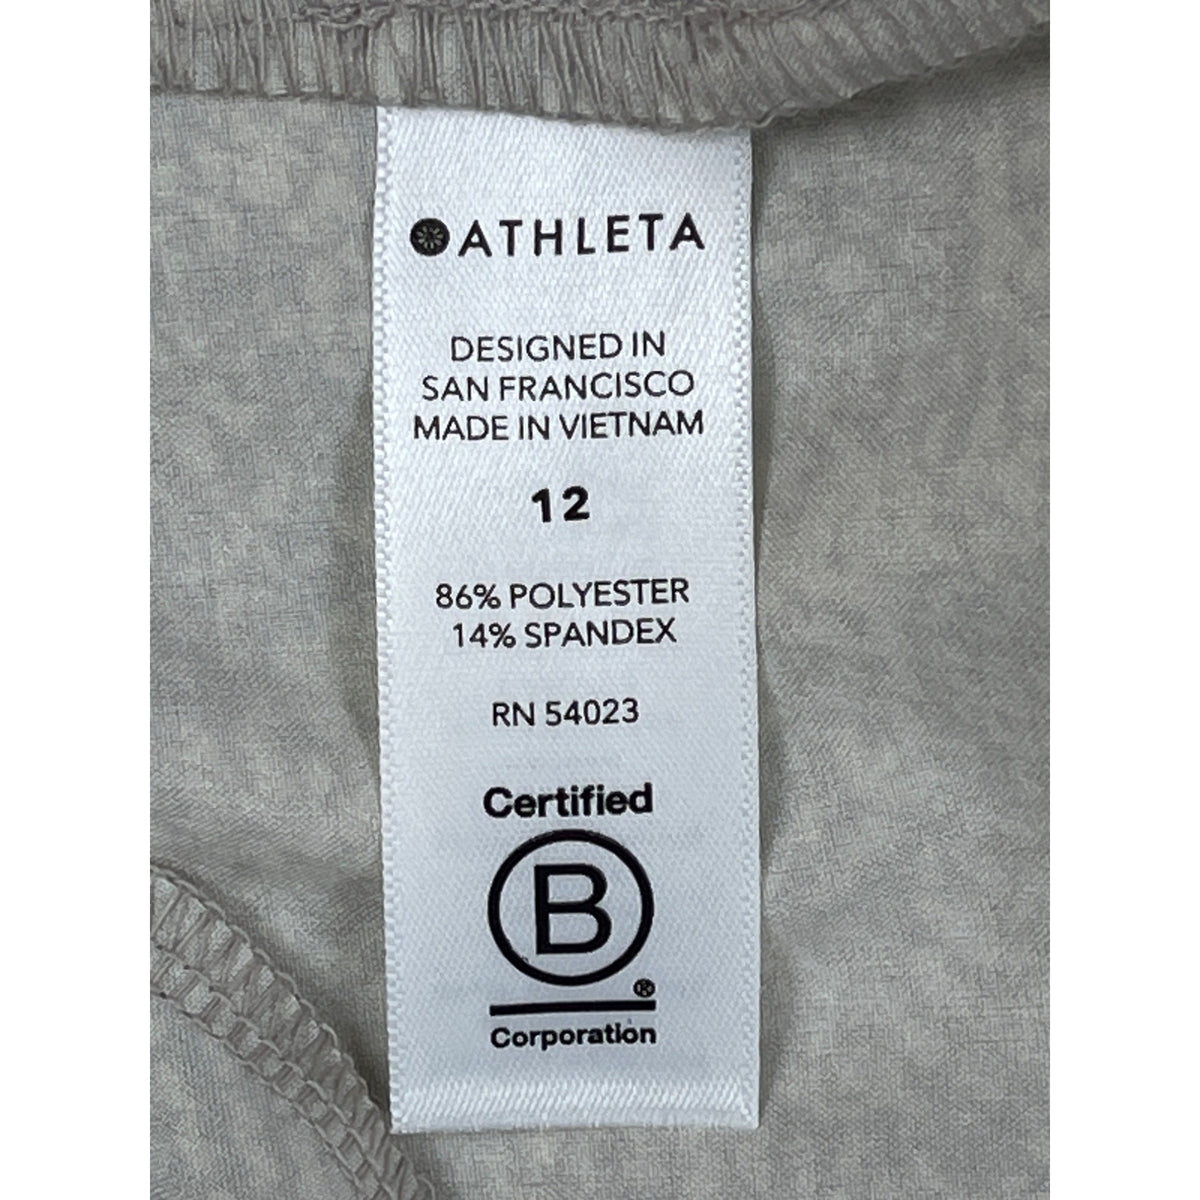 ATHLETA
DESIGNED IN
SAN FRANCISCO
MADE IN VIETNAM
12
86% POLYESTER
14% SPANDEX
RN 54023
Certified
B
®
Corporation